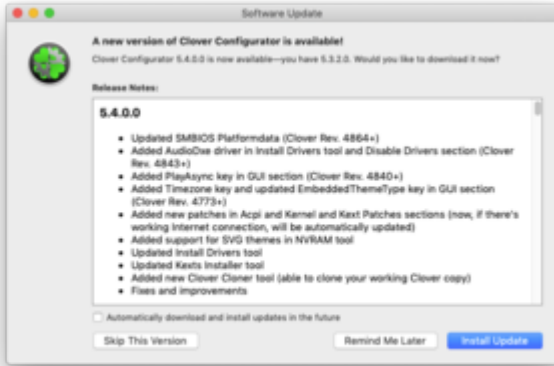 Software Update
A new version of Clover Configurator is available!
Clover Configurator 5.4.0.0 is now available—you have 5.3.2.0. Would you like to download it now?
Release Notes:
5.4.0.0
• Updated SMBIOS Platformdata (Clover Rev. 4864+)
• Added AudioDxe driver in Install Drivers tool and Disable Drivers section (Clover
Rev. 4843+)
• Added PlayAsync key in GUI section (Clover Rev. 4840+)
• Added Timezone key and updated EmbeddedThemeType key in GUI section
(Clover Rev. 4773+)
• Added new patches in Acpi and Kernel and Kext Patches sections (now, if there's
working Internet connection, will be automatically updated)
• Added support for SVG themes in NVRAM tool
• Updated Install Drivers tool
• Updated Kexts Installer tool
• Added new Clover Cloner tool (able to clone your working Clover copy)
• Fixes and improvements
Automatically download and install updates in the future
Skip This Version
Remind Me Later
Install Update